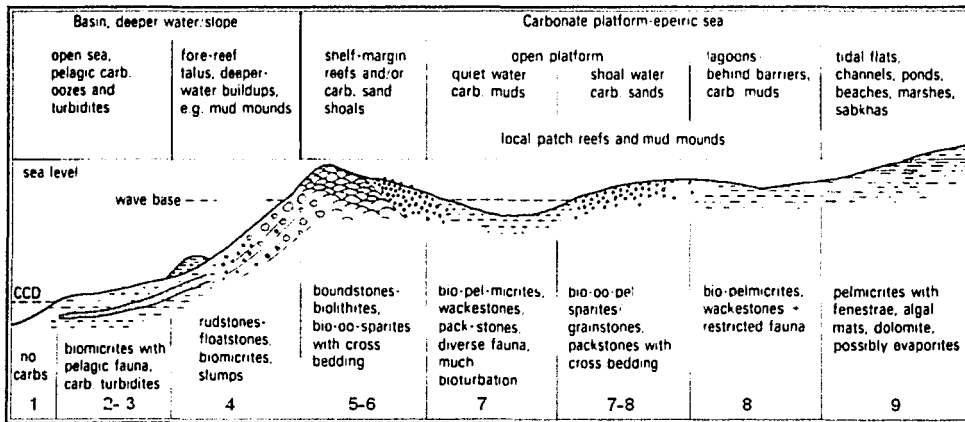 Basin, deeper water/slope
Carbonate platform-epeiric sea
open sea,
pelagic carb.
oozes and
turbidites
fore-reef
talus, deeper-
water buildups,
e.g. mud mounds
shelf-margin
reefs and/or
carb. sand
shoals
open platform
quiet water
carb. muds
shoal water
carb. sands
lagoons
behind barriers,
carb muds
tidal flats,
channels, ponds,
beaches, marshes,
sabkhas
local patch reefs and mud mounds
sea level
wave base
CCD
no
carbs
biomicrites with
pelagic fauna,
carb. turbidites
rudstones-
floatstones,
biomicrites,
slumps
boundstones-
biolithites,
bio-oo-sparites
with cross
bedding
bio-pel-micrites,
wackestones,
pack-stones,
diverse fauna,
much
bioturbation
bio-oo-pel
sparites
grainstones,
packstones with
cross bedding
bio-pelmicrites,
wackestones +
restricted fauna
pelmicrites with
fenestrae, algal
mats, dolomite,
possibly evaporites
1
2-3
4
5-6
7
7-8
8
9